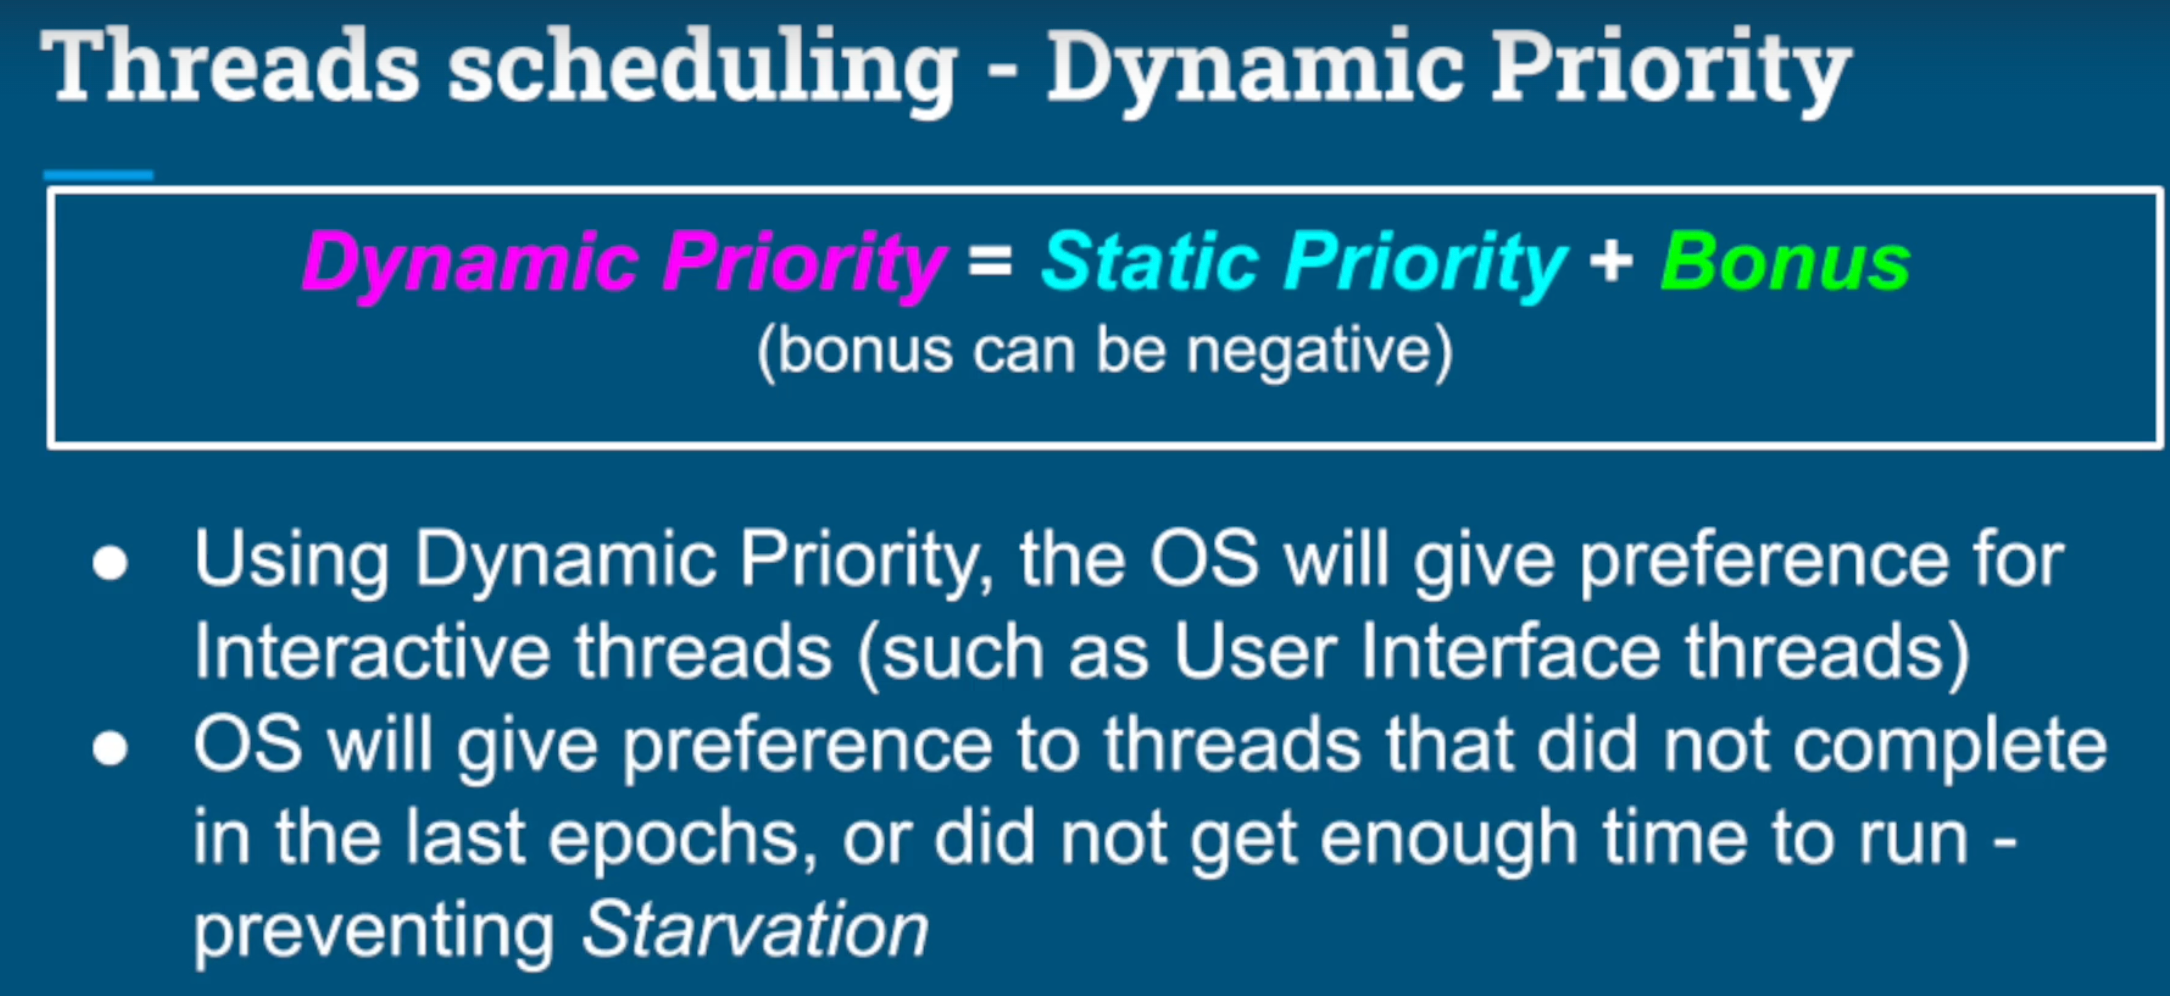 Threads scheduling - Dynamic Priority
Dynamic Priority = Static Priority + Bonus
(bonus can be negative)
● Using Dynamic Priority, the OS will give preference for
Interactive threads (such as User Interface threads)
● OS will give preference to threads that did not complete
in the last epochs, or did not get enough time to run -
preventing Starvation